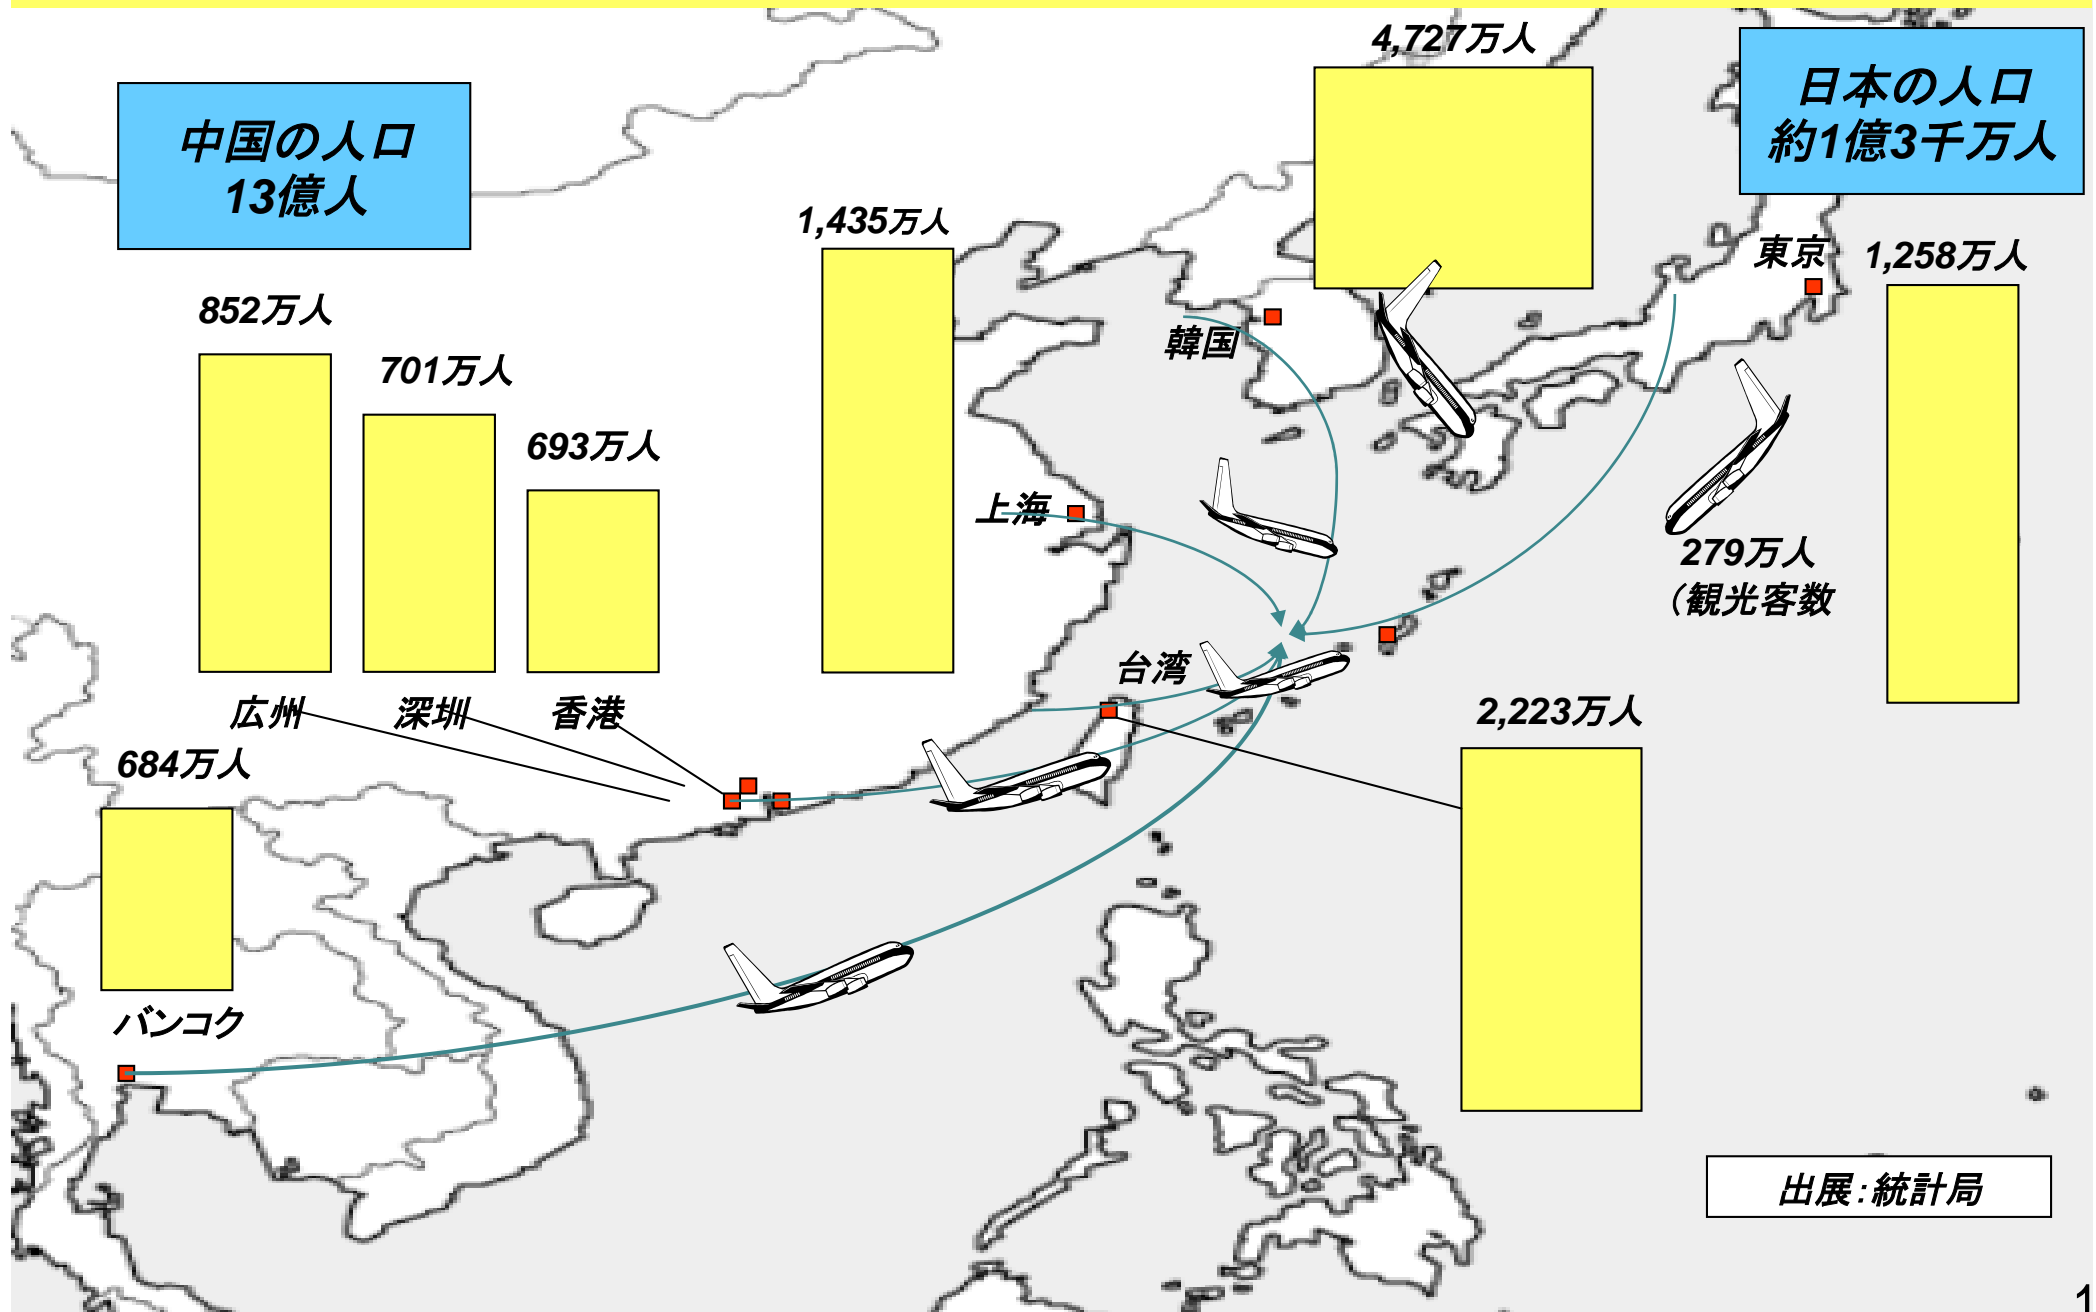 4,727万人
日本の人口
約1億3千万人
中国の人口
13億人
1,435万人
東京
1,258万人
852万人
韓国
701万人
693万人
上海
279万人
（観光客数
台湾
広州
深圳
香港
2,223万人
684万人
バンコク
出展：統計局
1